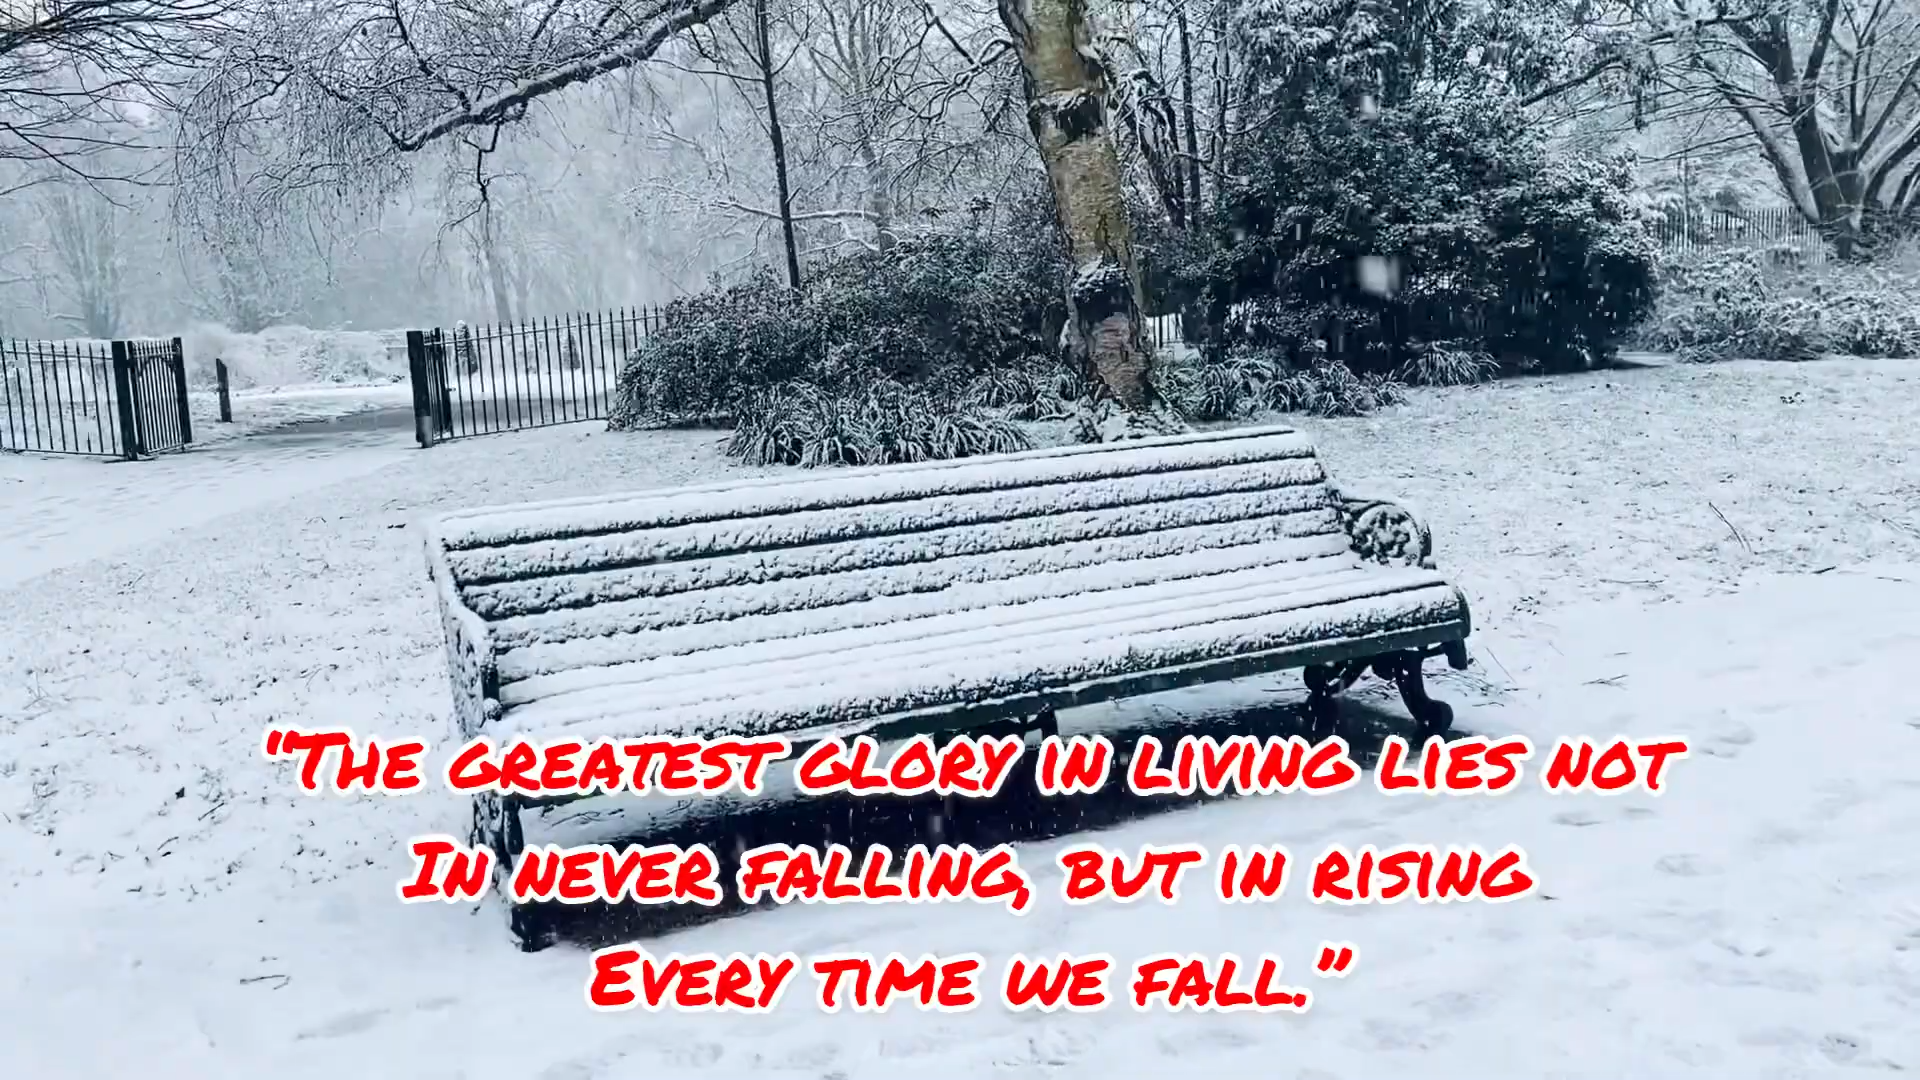 “The greatest glory in living lies not
In never falling, but in rising
Every time we fall.”